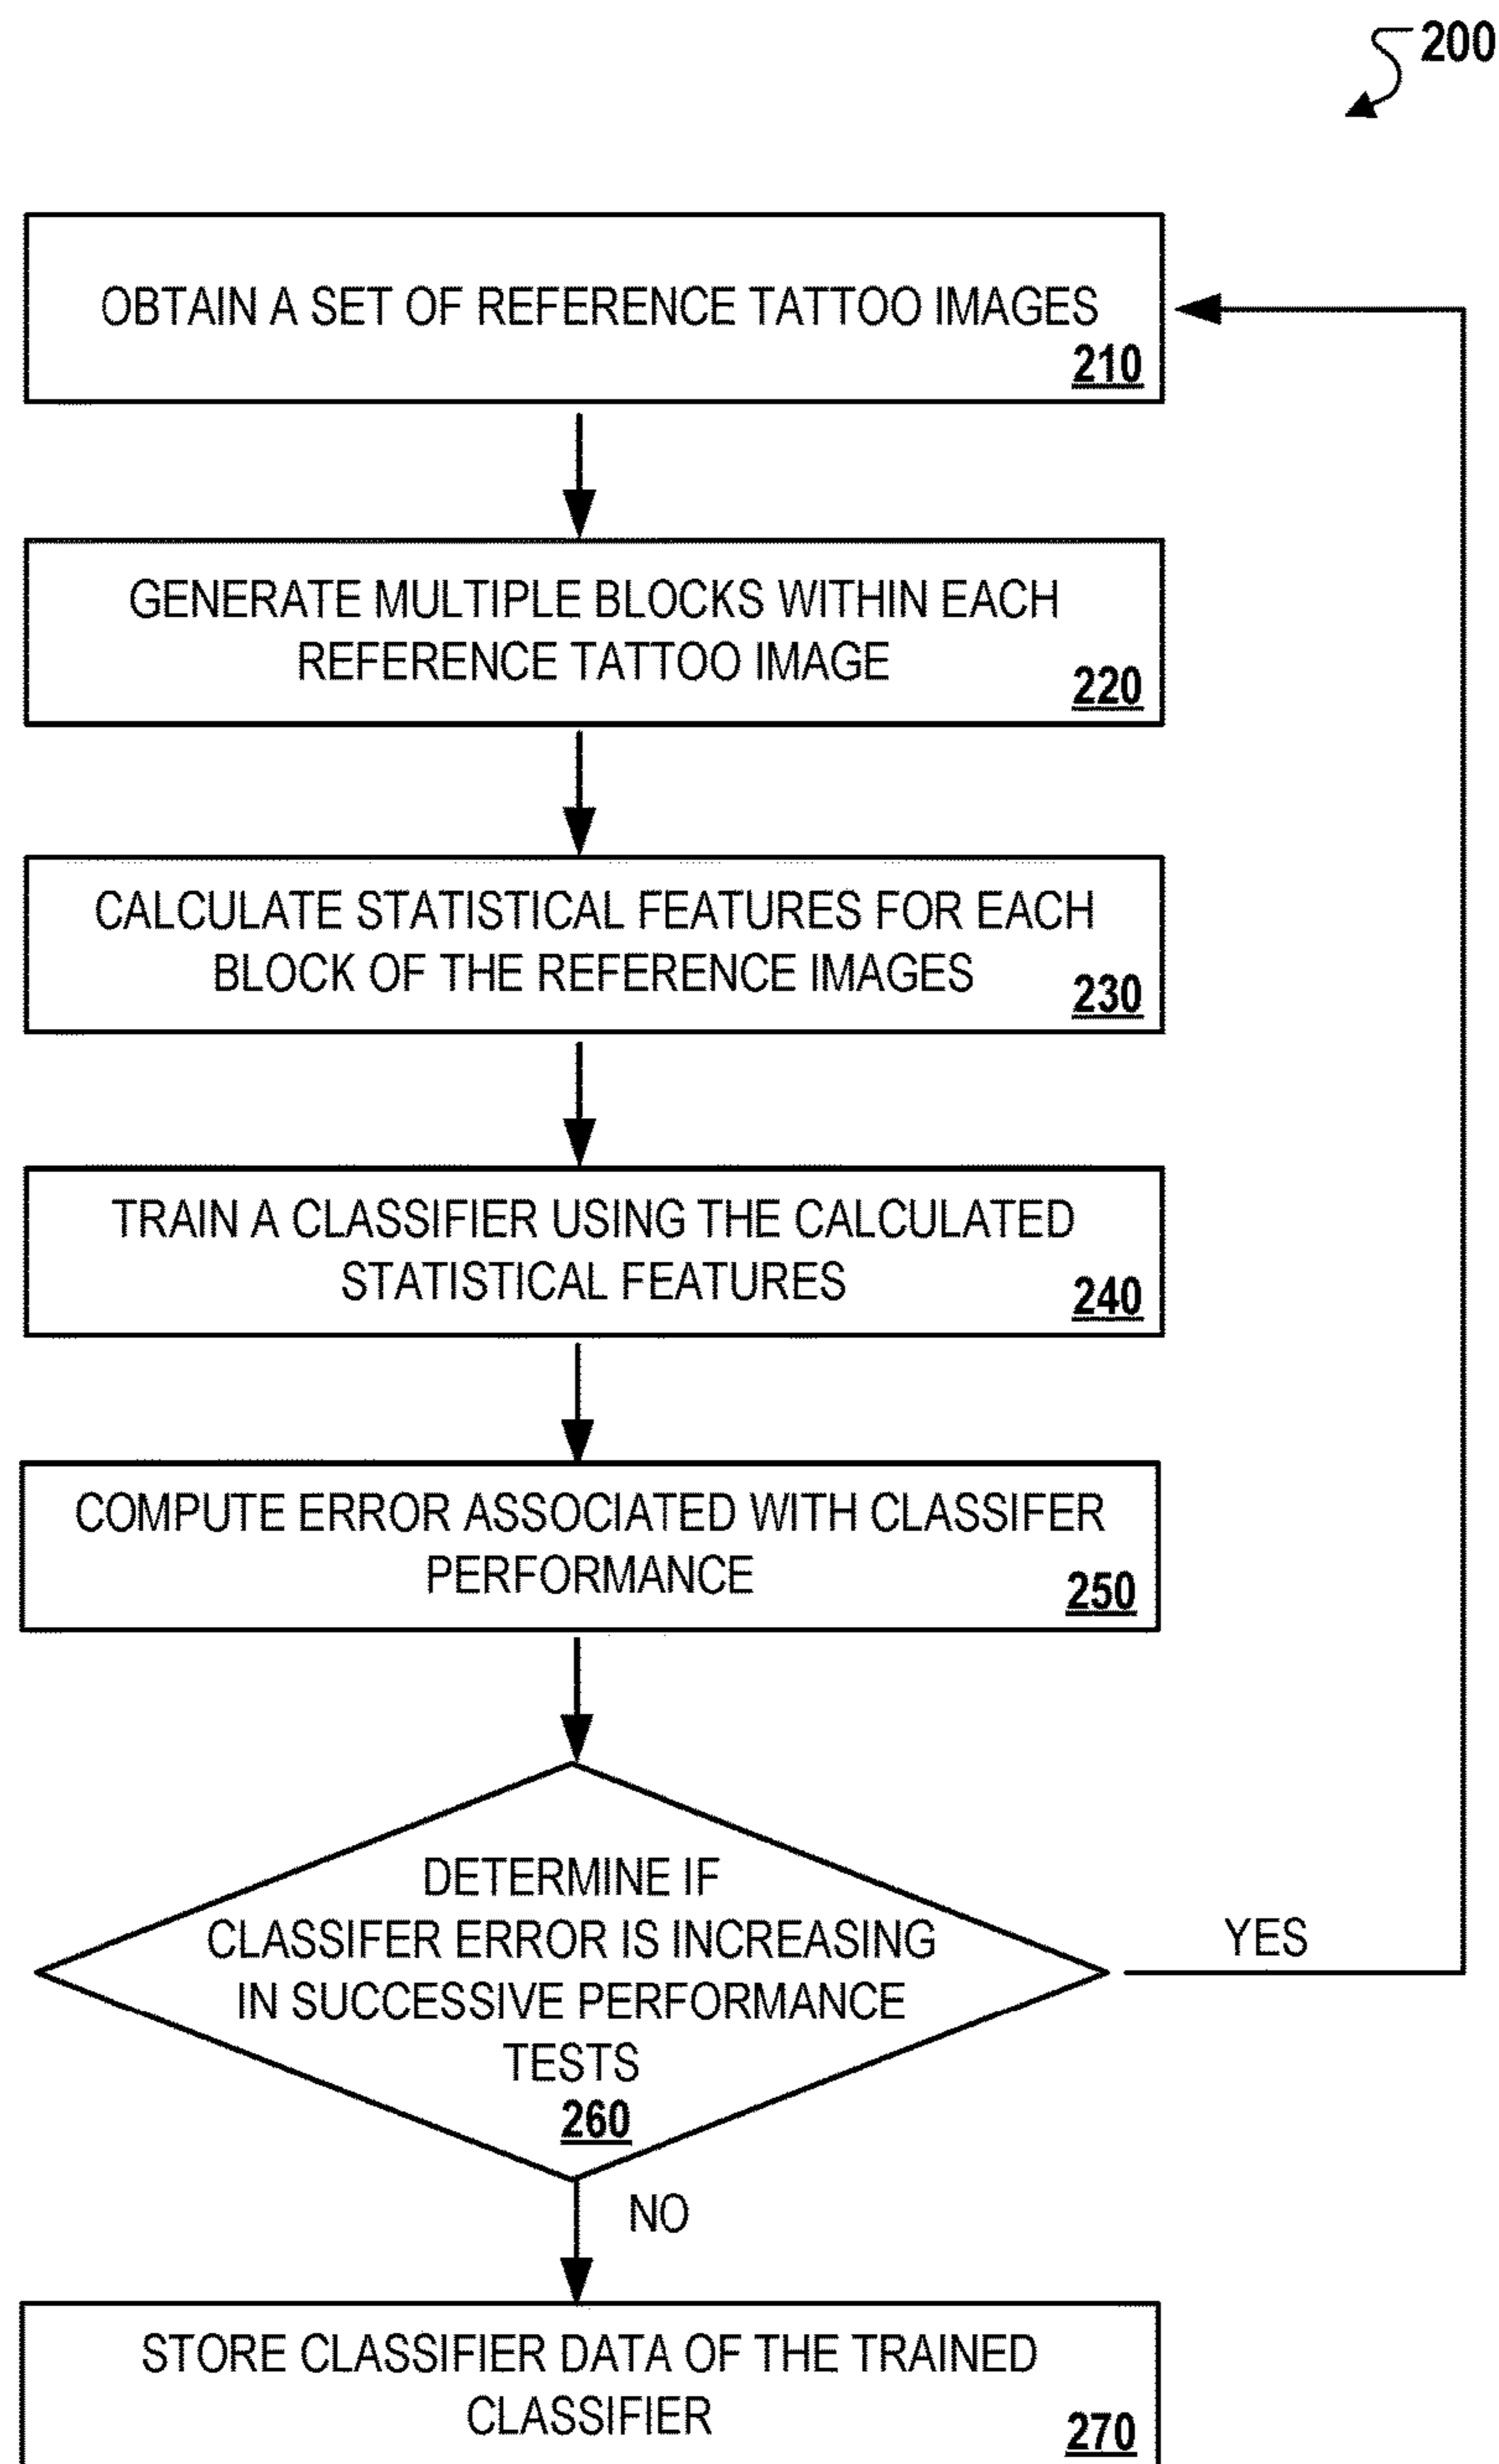 200
OBTAIN A SET OF REFERENCE TATTOO IMAGES
210
GENERATE MULTIPLE BLOCKS WITHIN EACH
REFERENCE TATTOO IMAGE
220
CALCULATE STATISTICAL FEATURES FOR EACH
BLOCK OF THE REFERENCE IMAGES
230
TRAIN A CLASSIFIER USING THE CALCULATED
STATISTICAL FEATURES
240
COMPUTE ERROR ASSOCIATED WITH CLASSIFER
PERFORMANCE
250
DETERMINE IF
CLASSIFER ERROR IS INCREASING
IN SUCCESSIVE PERFORMANCE
TESTS
260
YES
NO
STORE CLASSIFIER DATA OF THE TRAINED
CLASSIFIER
270